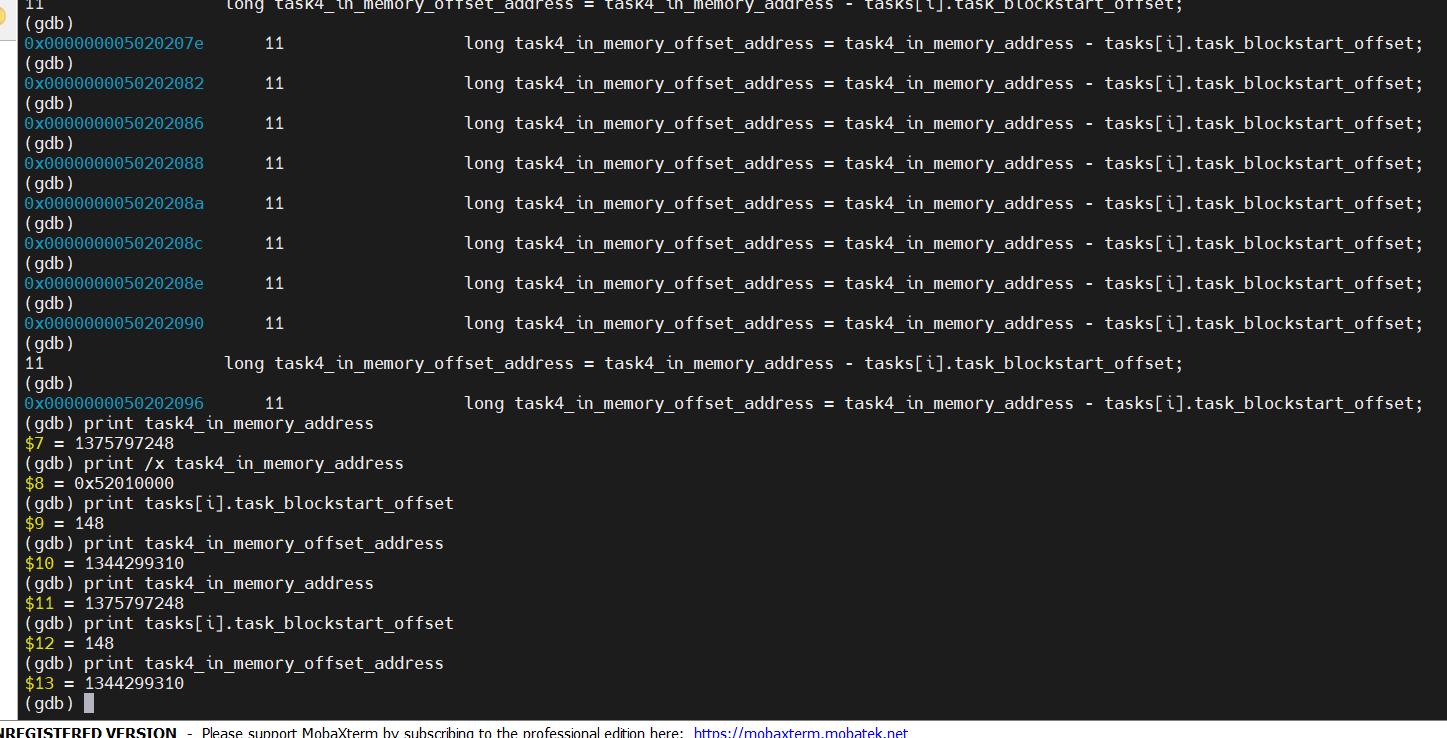 11 long task4_in_memory_offset_address = task4_in_memory_address - tasks[i].task_blockstart_offset;
(gdb)
0x000000005020207e 11 long task4_in_memory_offset_address = task4_in_memory_address - tasks[i].task_blockstart_offset;
(gdb)
0x0000000050202082 11 long task4_in_memory_offset_address = task4_in_memory_address - tasks[i].task_blockstart_offset;
(gdb)
0x0000000050202086 11 long task4_in_memory_offset_address = task4_in_memory_address - tasks[i].task_blockstart_offset;
(gdb)
0x0000000050202088 11 long task4_in_memory_offset_address = task4_in_memory_address - tasks[i].task_blockstart_offset;
(gdb)
0x000000005020208a 11 long task4_in_memory_offset_address = task4_in_memory_address - tasks[i].task_blockstart_offset;
(gdb)
0x000000005020208c 11 long task4_in_memory_offset_address = task4_in_memory_address - tasks[i].task_blockstart_offset;
(gdb)
0x000000005020208e 11 long task4_in_memory_offset_address = task4_in_memory_address - tasks[i].task_blockstart_offset;
(gdb)
0x0000000050202090 11 long task4_in_memory_offset_address = task4_in_memory_address - tasks[i].task_blockstart_offset;
(gdb)
11 long task4_in_memory_offset_address = task4_in_memory_address - tasks[i].task_blockstart_offset;
(gdb)
0x0000000050202096 11 long task4_in_memory_offset_address = task4_in_memory_address - tasks[i].task_blockstart_offset;
(gdb) print task4_in_memory_address
$7 = 1375797248
(gdb) print /x task4_in_memory_address
$8 = 0x52010000
(gdb) print tasks[i].task_blockstart_offset
$9 = 148
(gdb) print task4_in_memory_offset_address
$10 = 1344299310
(gdb) print task4_in_memory_address
$11 = 1375797248
(gdb) print tasks[i].task_blockstart_offset
$12 = 148
(gdb) print task4_in_memory_offset_address
$13 = 1344299310
(gdb)
NREGISTERED VERSION - Please support MobaXterm by subscribing to the professional edition here: https://mobaxterm.mobatek.net